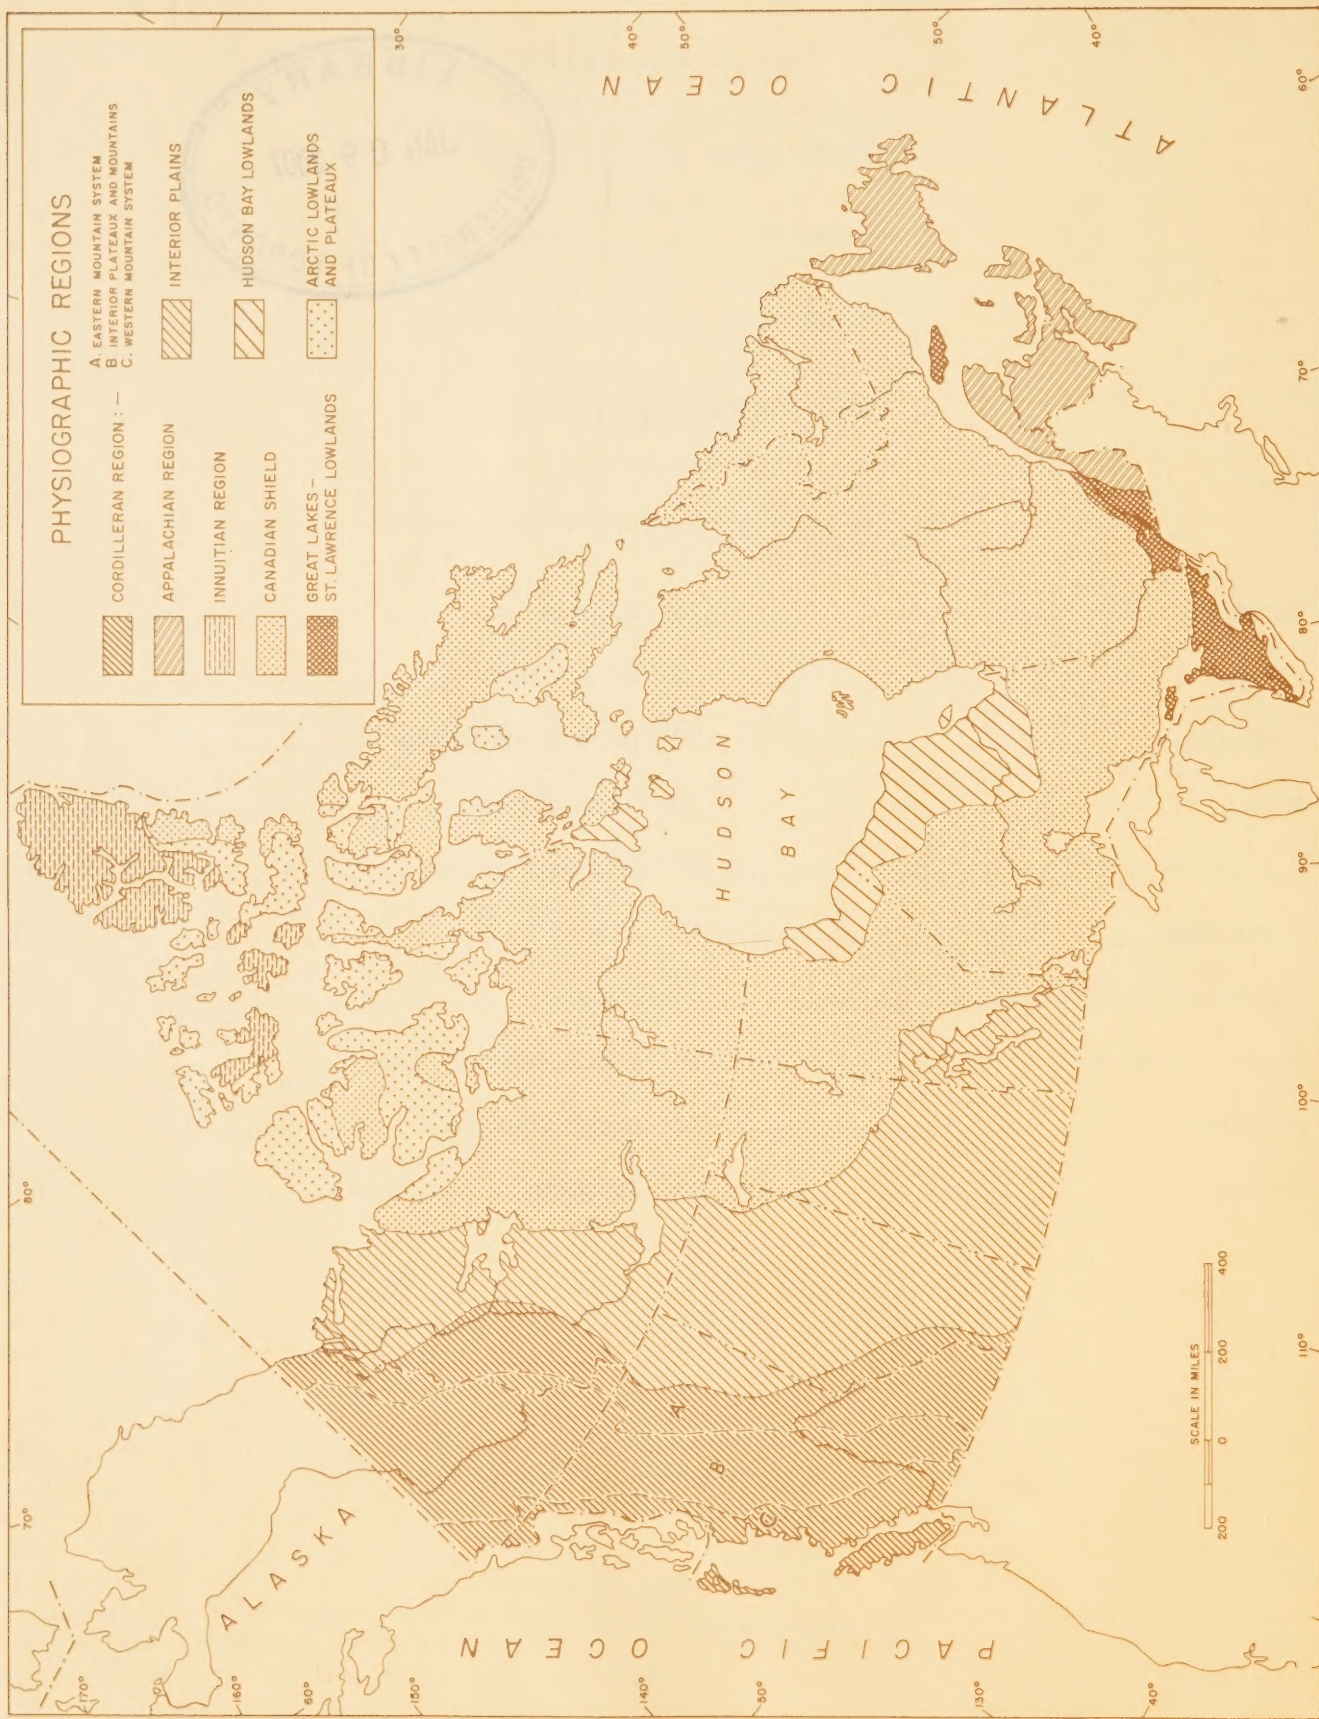 PHYSIOGRAPHIC REGIONS
CORDILLERAN REGION : —
A. EASTERN MOUNTAIN SYSTEM
B. INTERIOR PLATEAUX AND MOUNTAINS
C. WESTERN MOUNTAIN SYSTEM
APPALACHIAN REGION
INNUITIAN REGION
CANADIAN SHIELD
GREAT LAKES –
ST. LAWRENCE LOWLANDS
INTERIOR PLAINS
HUDSON BAY LOWLANDS
ARCTIC LOWLANDS
AND PLATEAUX
ALASKA
PACIFIC OCEAN
HUDSON
BAY
ATLANTIC OCEAN
A
B
C
SCALE IN MILES
200 0 200 400
170°
160°
60°
150°
140°
50°
130°
40°
70°
80°
30°
40°
50°
50°
40°
110°
100°
90°
80°
70°
60°
LIBRARY
JAN 09